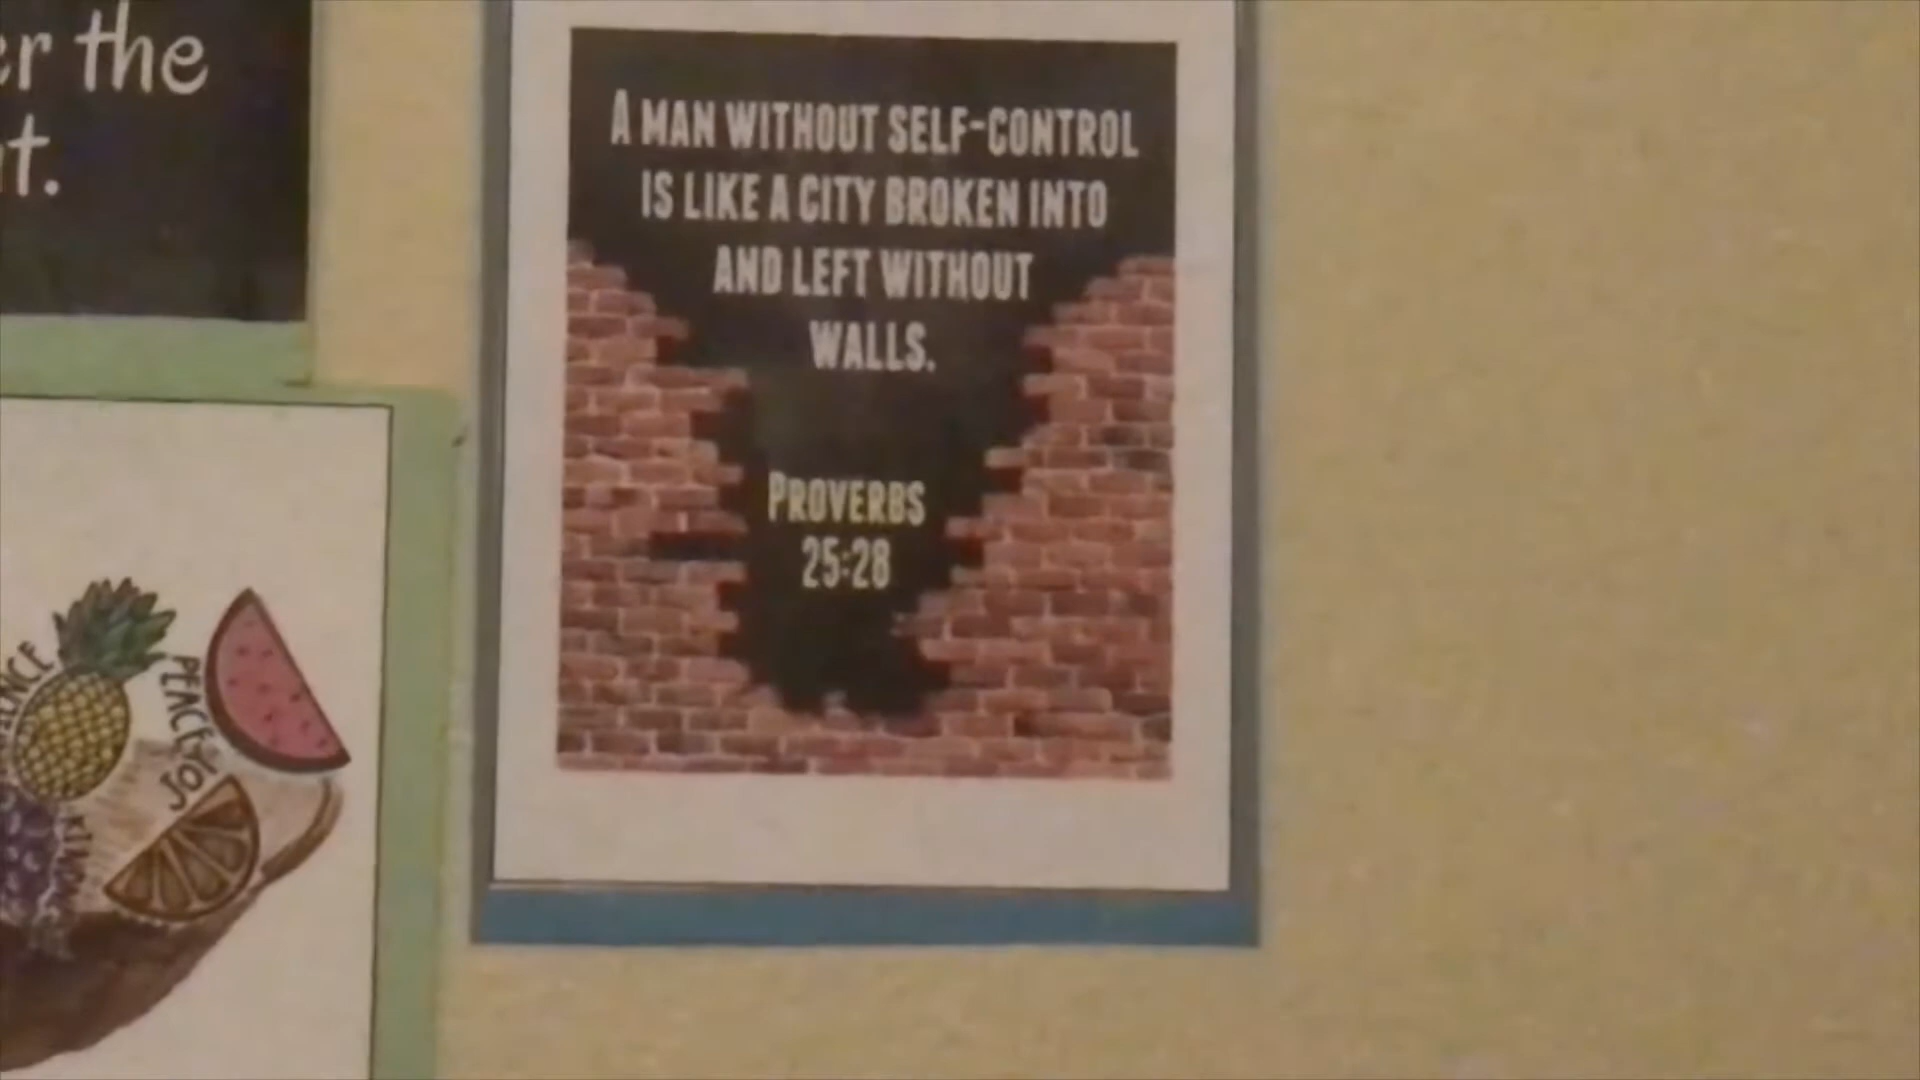 the
A MAN WITHOUT SELF-CONTROL
IS LIKE A CITY BROKEN INTO
AND LEFT WITHOUT
WALLS.
PROVERBS
25:28
PEACE
JOY